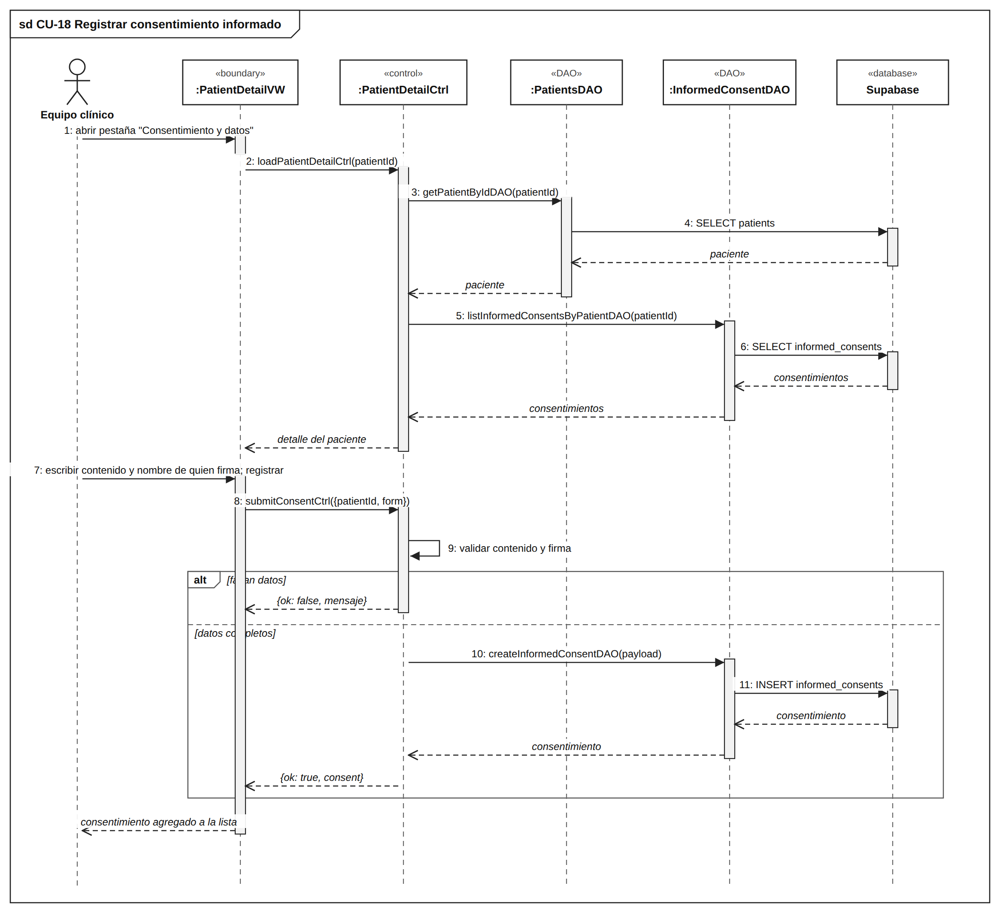 sd CU-18 Registrar consentimiento informado
«boundary»
:PatientDetailVW
«control»
:PatientDetailCtrl
«DAO»
:PatientsDAO
«DAO»
:InformedConsentDAO
«database»
Supabase
Equipo clínico
1: abrir pestaña "Consentimiento y datos"
2: loadPatientDetailCtrl(patientId)
3: getPatientByIdDAO(patientId)
4: SELECT patients
paciente
paciente
5: listInformedConsentsByPatientDAO(patientId)
6: SELECT informed_consents
consentimientos
consentimientos
detalle del paciente
7: escribir contenido y nombre de quien firma; registrar
8: submitConsentCtrl({patientId, form})
9: validar contenido y firma
alt
datos]
{ok: false, mensaje}
[datos
10: createInformedConsentDAO(payload)
11: INSERT informed_consents
consentimiento
consentimiento
{ok: true, consent}
consentimiento agregado a la lista